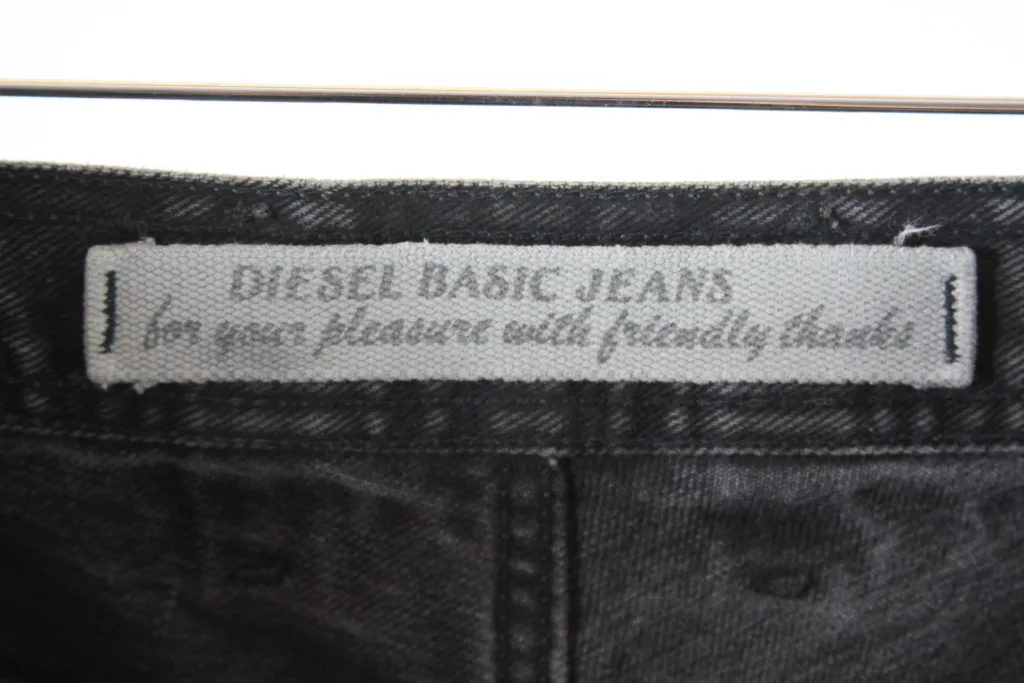 DIESEL BASIC JEANS
for your pleasure with friendly thanks